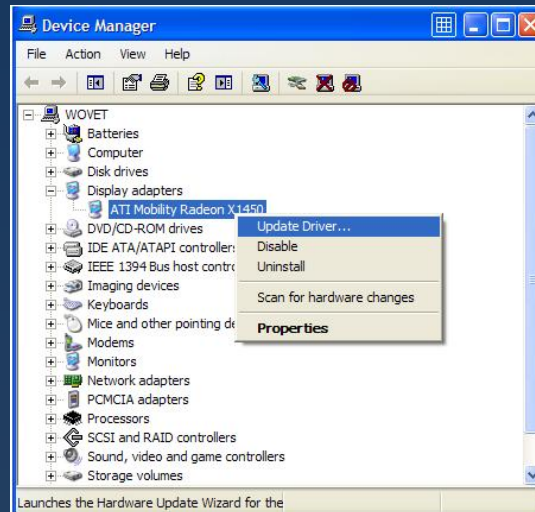 Device Manager
File Action View Help
WOVET
Batteries
Computer
Disk drives
Display adapters
ATI Mobility Radeon X1450
DVD/CD-ROM drives
IDE ATA/ATAPI controller
IEEE 1394 Bus host contr
Imaging devices
Keyboards
Mice and other pointing de
Modems
Monitors
Network adapters
PCMCIA adapters
Processors
SCSI and RAID controllers
Sound, video and game controllers
Storage volumes
Update Driver...
Disable
Uninstall
Scan for hardware changes
Properties
Launches the Hardware Update Wizard for the